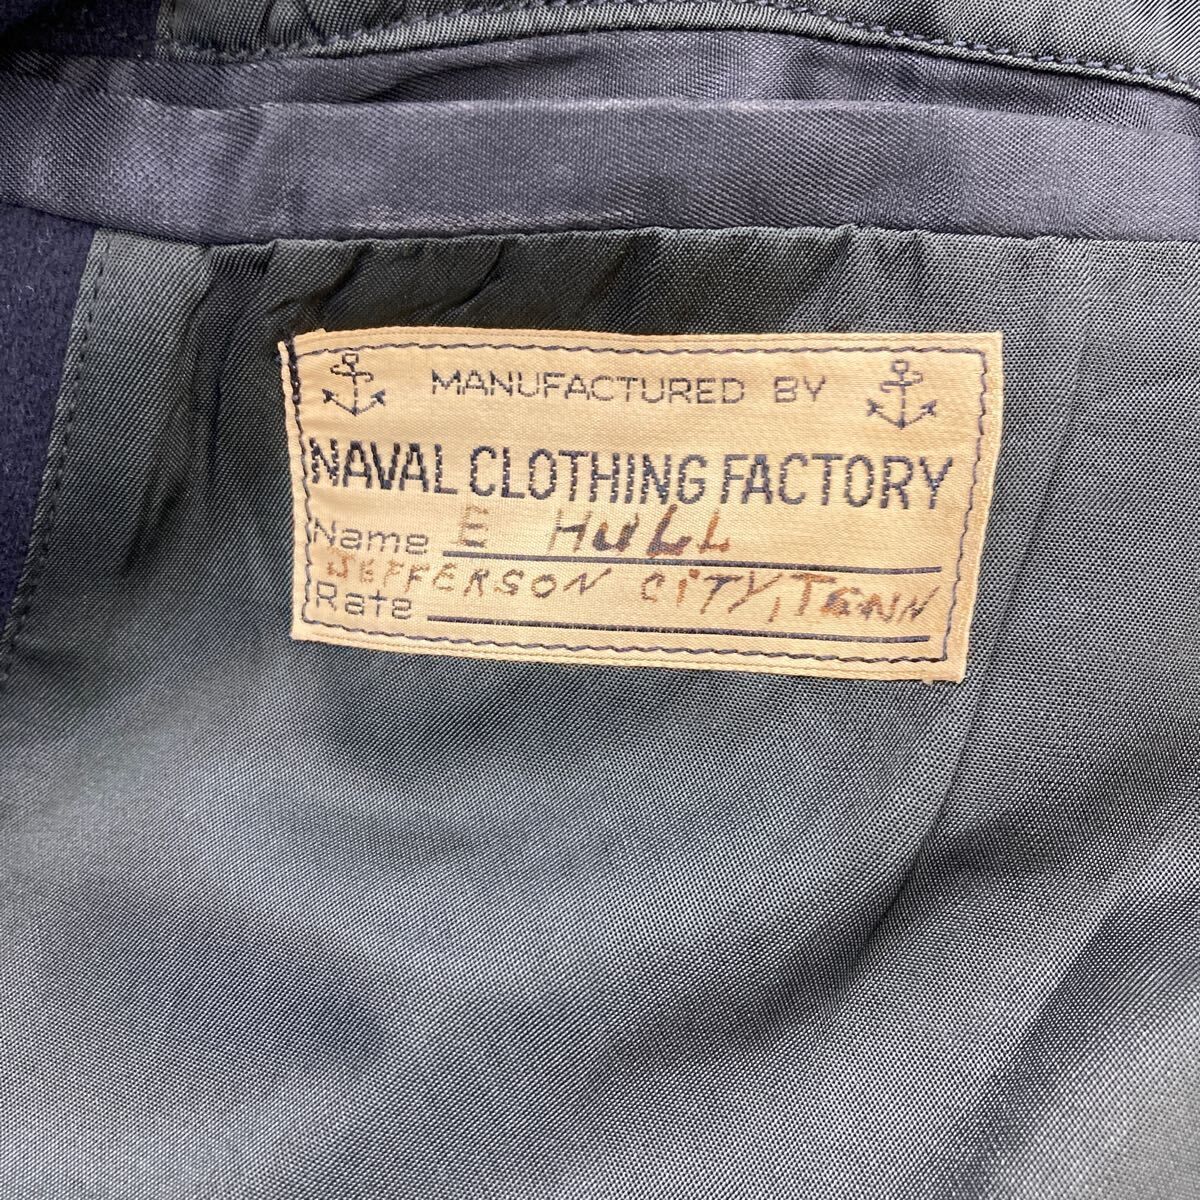 MANUFACTURED BY
NAVAL CLOTHING FACTORY
Name E HULL
JEFFERSON CITY, TENN
Rate